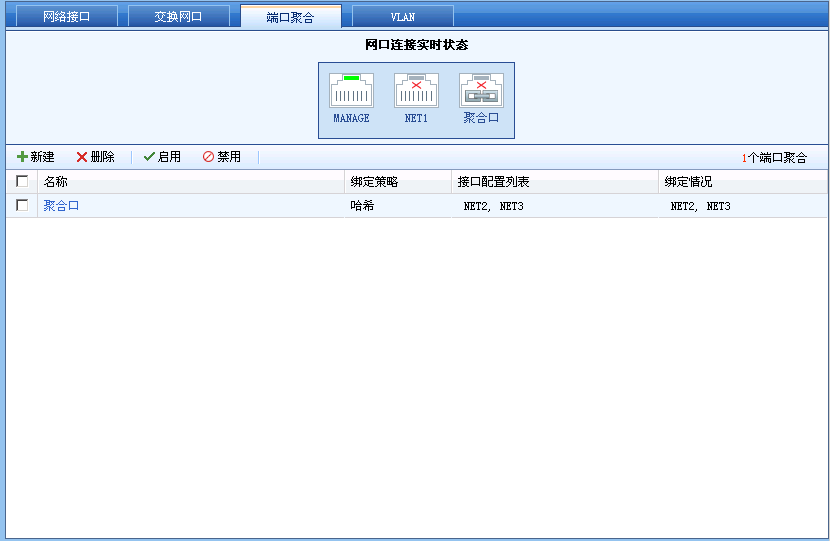 网络接口 交换网口 端口聚合 VLAN
网口连接实时状态
MANAGE NET1 聚合口
新建 删除 启用 禁用 1个端口聚合
名称 绑定策略 接口配置列表 绑定情况
聚合口 哈希 NET2, NET3 NET2, NET3